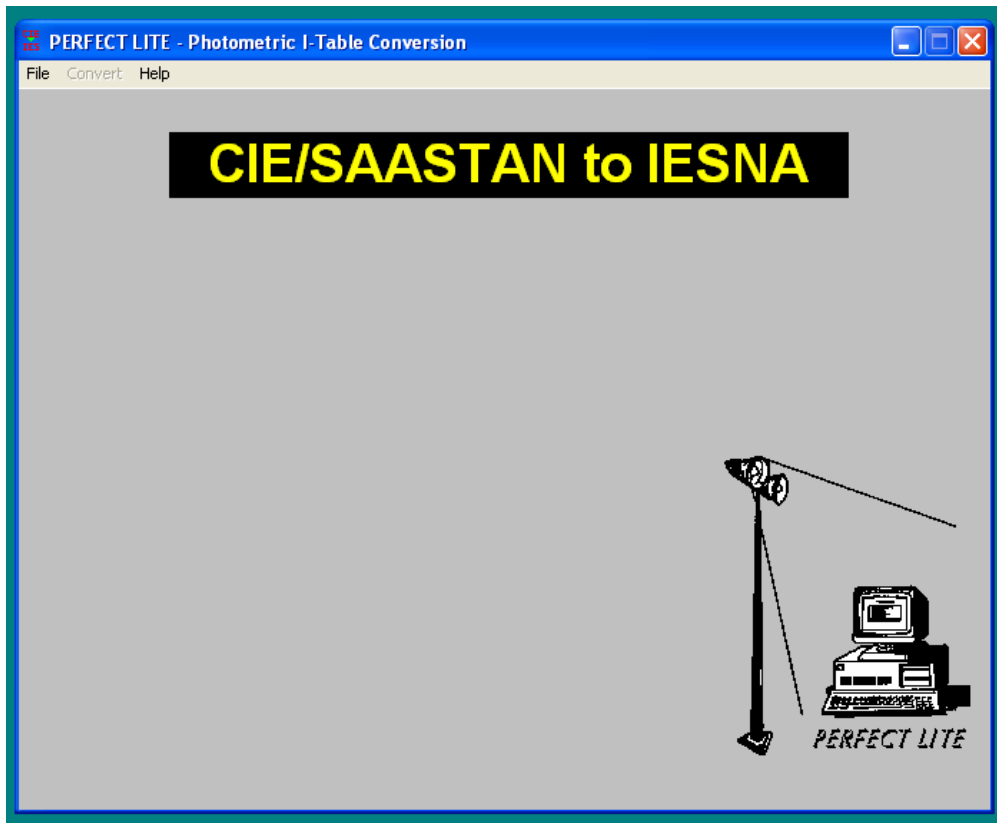 PERFECT LITE - Photometric I-Table Conversion
File Convert Help
CIE/SAASTAN to IESNA
PERFECT LITE